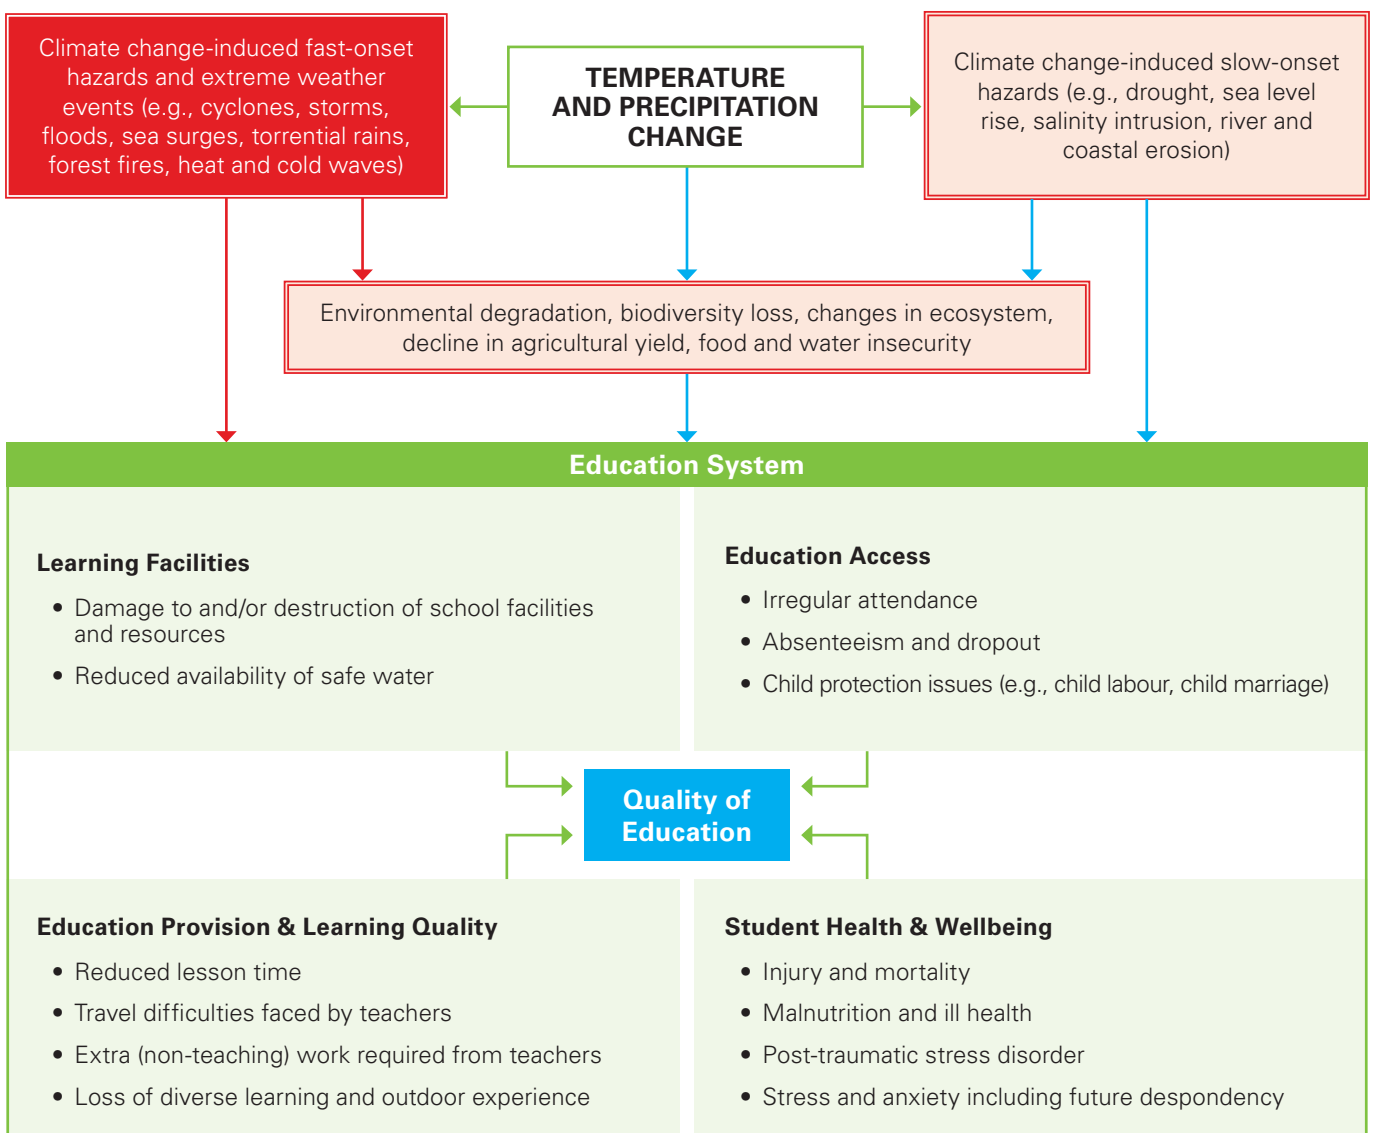 Climate change-induced fast-onset
hazards and extreme weather
events (e.g., cyclones, storms,
floods, sea surges, torrential rains,
forest fires, heat and cold waves)
TEMPERATURE
AND PRECIPITATION
CHANGE
Climate change-induced slow-onset
hazards (e.g., drought, sea level
rise, salinity intrusion, river and
coastal erosion)
Environmental degradation, biodiversity loss, changes in ecosystem,
decline in agricultural yield, food and water insecurity
Education System
Learning Facilities
• Damage to and/or destruction of school facilities
and resources
• Reduced availability of safe water
Education Access
• Irregular attendance
• Absenteeism and dropout
• Child protection issues (e.g., child labour, child marriage)
Quality of
Education
Education Provision & Learning Quality
• Reduced lesson time
• Travel difficulties faced by teachers
• Extra (non-teaching) work required from teachers
• Loss of diverse learning and outdoor experience
Student Health & Wellbeing
• Injury and mortality
• Malnutrition and ill health
• Post-traumatic stress disorder
• Stress and anxiety including future despondency